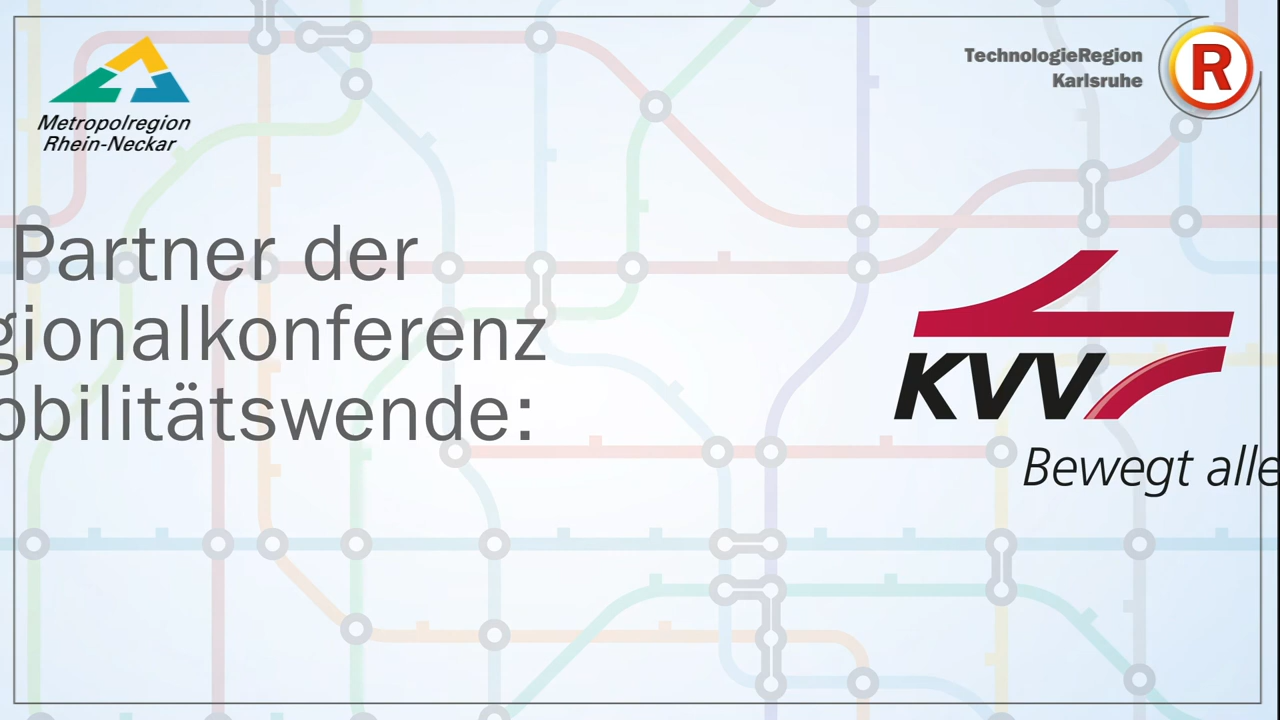 Metropolregion
Rhein-Neckar
TechnologieRegion
Karlsruhe
R
Partner der
gionalkonferenz
obilitätswende:
KVV
Bewegt alle